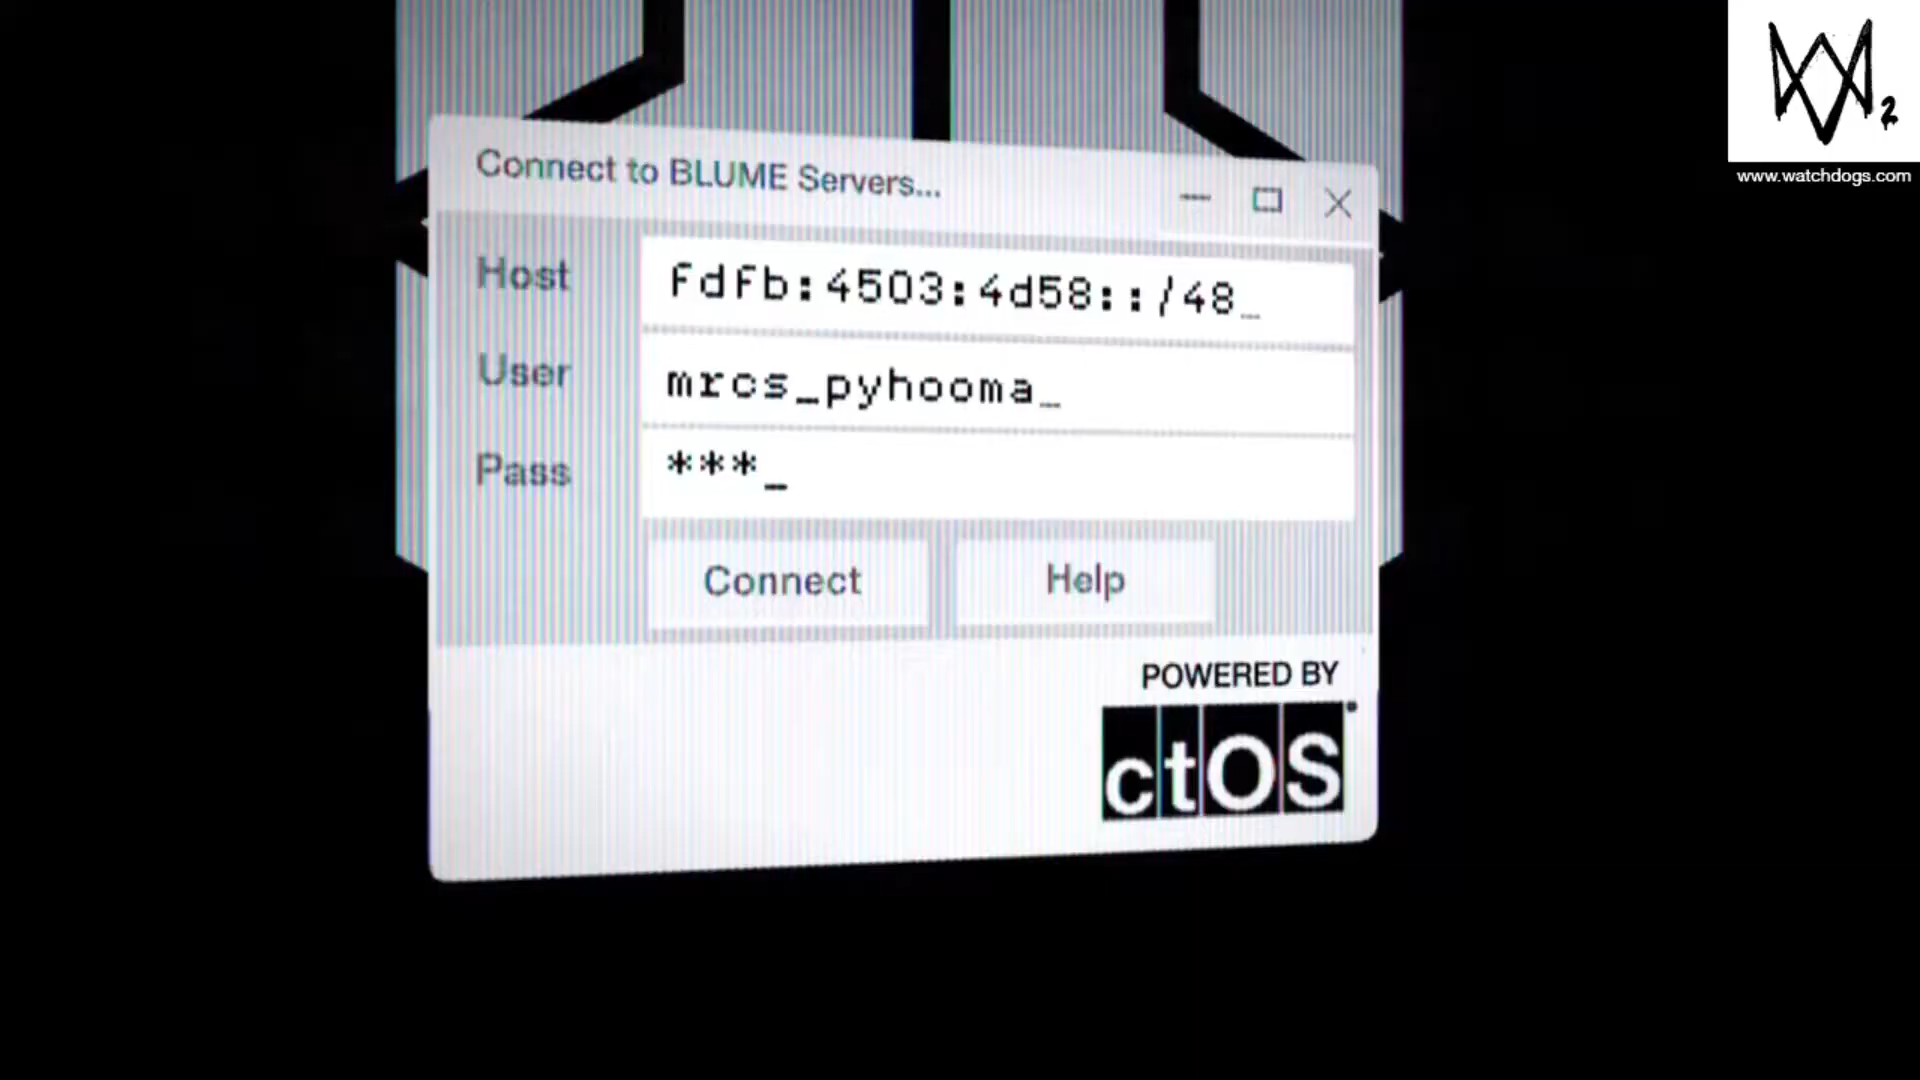 Connect to BLUME Servers...
Host
fdfb:4503:4d58::/48_
User
mrcs_pyhooma_
Pass
***_
Connect
Help
POWERED BY
ctOS
2
www.watchdogs.com